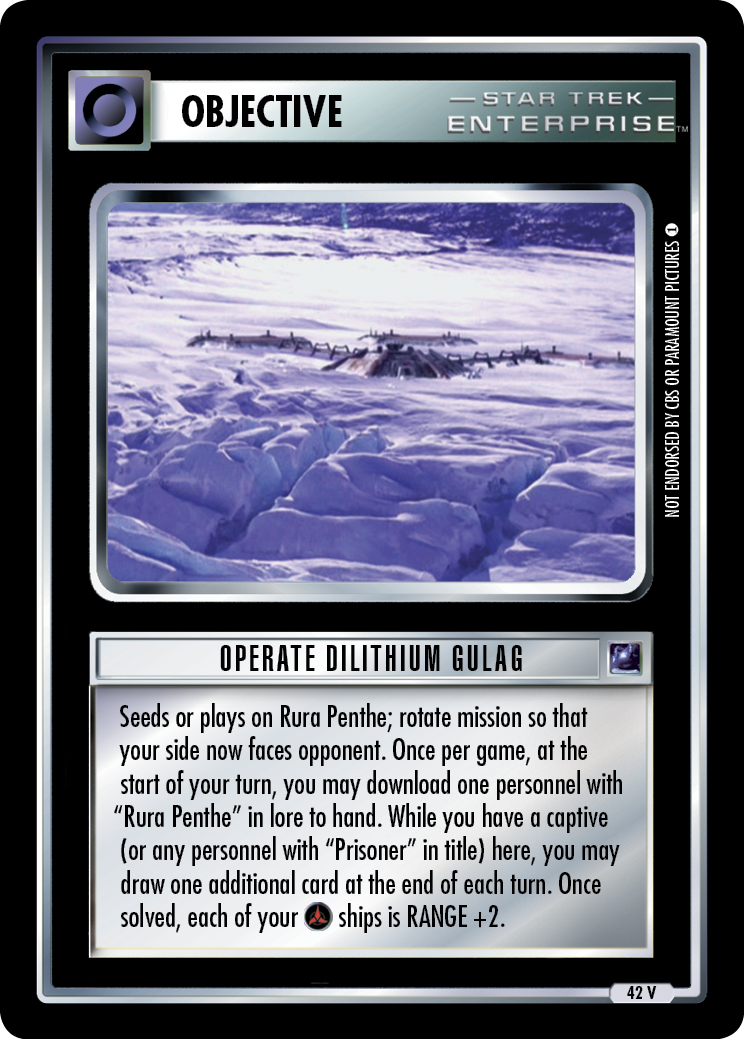 OBJECTIVE
STAR TREK
ENTERPRISE™
NOT ENDORSED BY CBS OR PARAMOUNT PICTURES 1
OPERATE DILITHIUM GULAG
Seeds or plays on Rura Penthe; rotate mission so that
your side now faces opponent. Once per game, at the
start of your turn, you may download one personnel with
“Rura Penthe” in lore to hand. While you have a captive
(or any personnel with “Prisoner” in title) here, you may
draw one additional card at the end of each turn. Once
solved, each of your ships is RANGE +2.
42 V